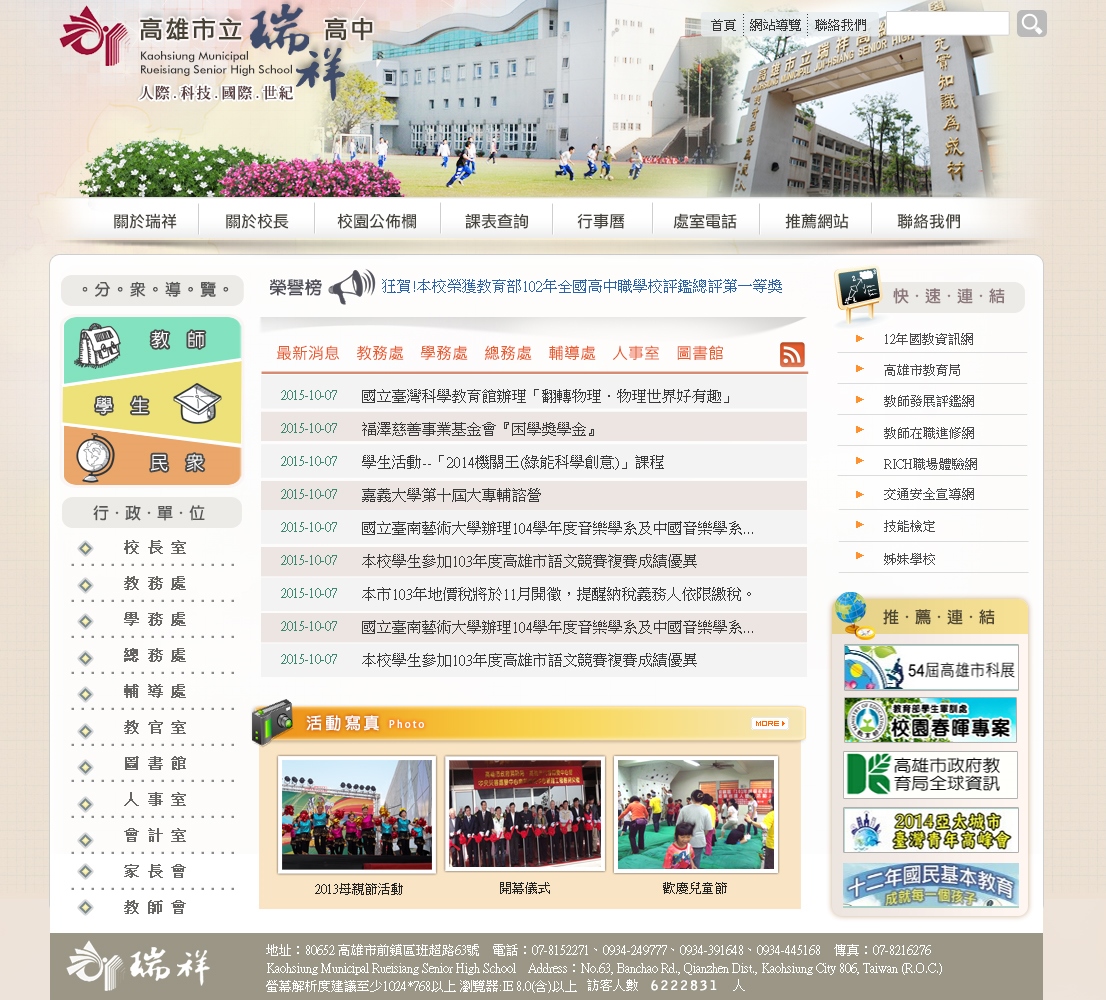 高雄市立瑞祥高中
Kaohsiung Municipal
Rueisiang Senior High School
人際.科技.國際.世紀
首頁 網站導覽 聯絡我們
高雄市立瑞祥高
KAOHSIUNG MUNICIPAL
SENIOR HIGH SCHOOL
充實知識為成材
關於瑞祥 關於校長 校園公佈欄 課表查詢 行事曆 處室電話 推薦網站 聯絡我們
。分。眾。導。覽。
教師
學生
民眾
行．政．單．位
校長室
教務處
學務處
總務處
輔導處
教官室
圖書館
人事室
會計室
家長會
教師會
榮譽榜 狂賀!本校榮獲教育部102年全國高中職學校評鑑總評第一等獎
最新消息 教務處 學務處 總務處 輔導處 人事室 圖書館
2015-10-07 國立臺灣科學教育館辦理「翻轉物理．物理世界好有趣」
2015-10-07 福澤慈善事業基金會『困學獎學金』
2015-10-07 學生活動--「2014機關王(綠能科學創意)」課程
2015-10-07 嘉義大學第十屆大專輔諮營
2015-10-07 國立臺南藝術大學辦理104學年度音樂學系及中國音樂學系...
2015-10-07 本校學生參加103年度高雄市語文競賽複賽成績優異
2015-10-07 本市103年地價稅將於11月開徵，提醒納稅義務人依限繳稅。
2015-10-07 國立臺南藝術大學辦理104學年度音樂學系及中國音樂學系...
2015-10-07 本校學生參加103年度高雄市語文競賽複賽成績優異
活動寫真 Photo MORE
2013母親節活動 開幕儀式 歡慶兒童節
快．速．連．結
12年國教資訊網
高雄市教育局
教師發展評鑑網
教師在職進修網
RICH職場體驗網
交通安全宣導網
技能檢定
姊妹學校
推．薦．連．結
54屆高雄市科展
教育部學生軍訓處
校園春暉專案
高雄市政府教
育局全球資訊
2014亞太城市
臺灣青年高峰會
十二年國民基本教育
成就每一個孩子
瑞祥
地址：80652 高雄市前鎮區班超路63號 電話：07-8152271、0934-249777、0934-391648、0934-445168 傳真：07-8216276
Kaohsiung Municipal Rueisiang Senior High School Address：No.63, Banchao Rd., Qianzhen Dist., Kaohsiung City 806, Taiwan (R.O.C.)
螢幕解析度建議至少1024*768以上 瀏覽器:IE 8.0(含)以上 訪客人數 6222831 人